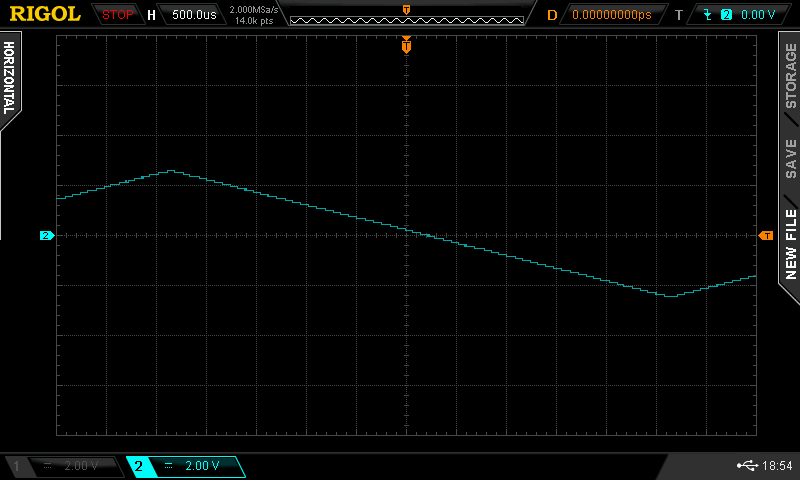 RIGOL STOP H 500.0us 2.000MSa/s 14.0k pts T D 0.00000000ps T 2 0.00 V
T
HORIZONTAL
STORAGE
SAVE
NEW FILE
2
T
1 2.00 V 2 2.00 V 18:54